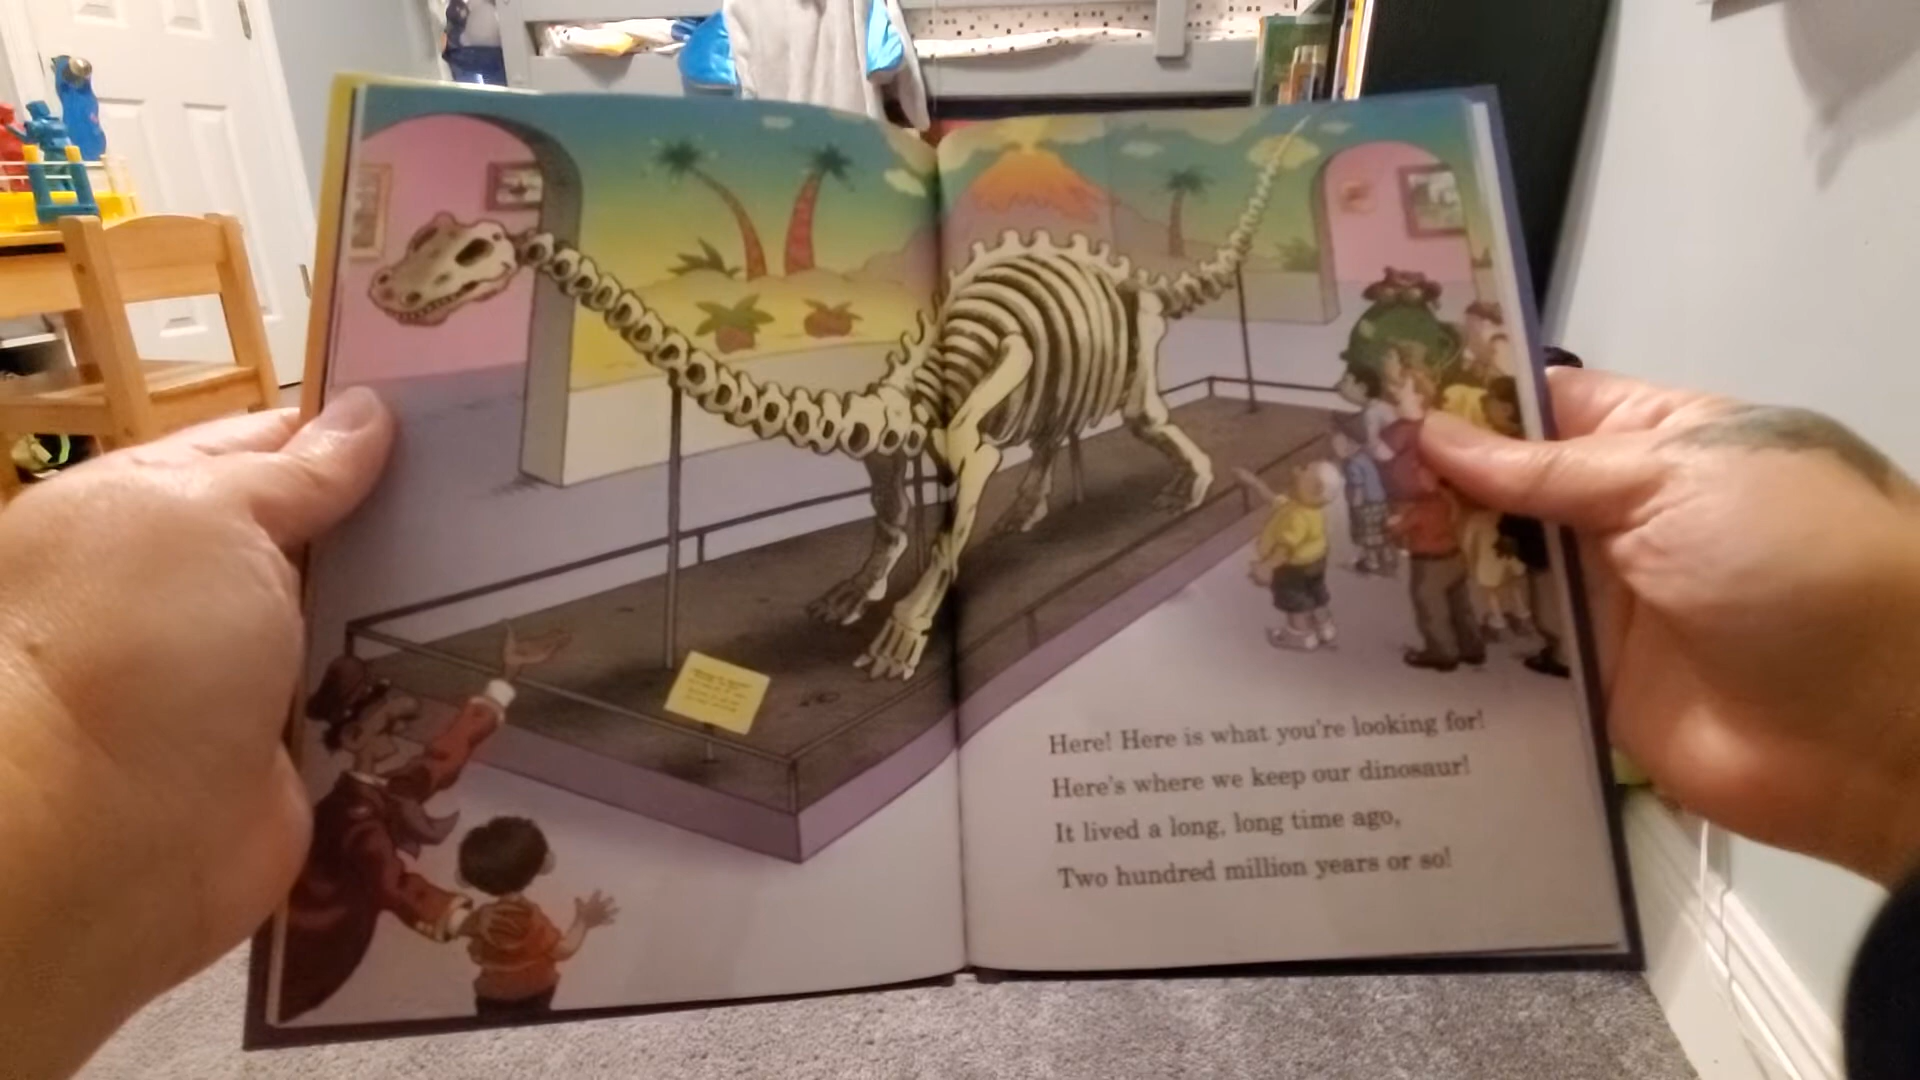 Here! Here is what you're looking for!
Here's where we keep our dinosaur!
It lived a long, long time ago,
Two hundred million years or so!